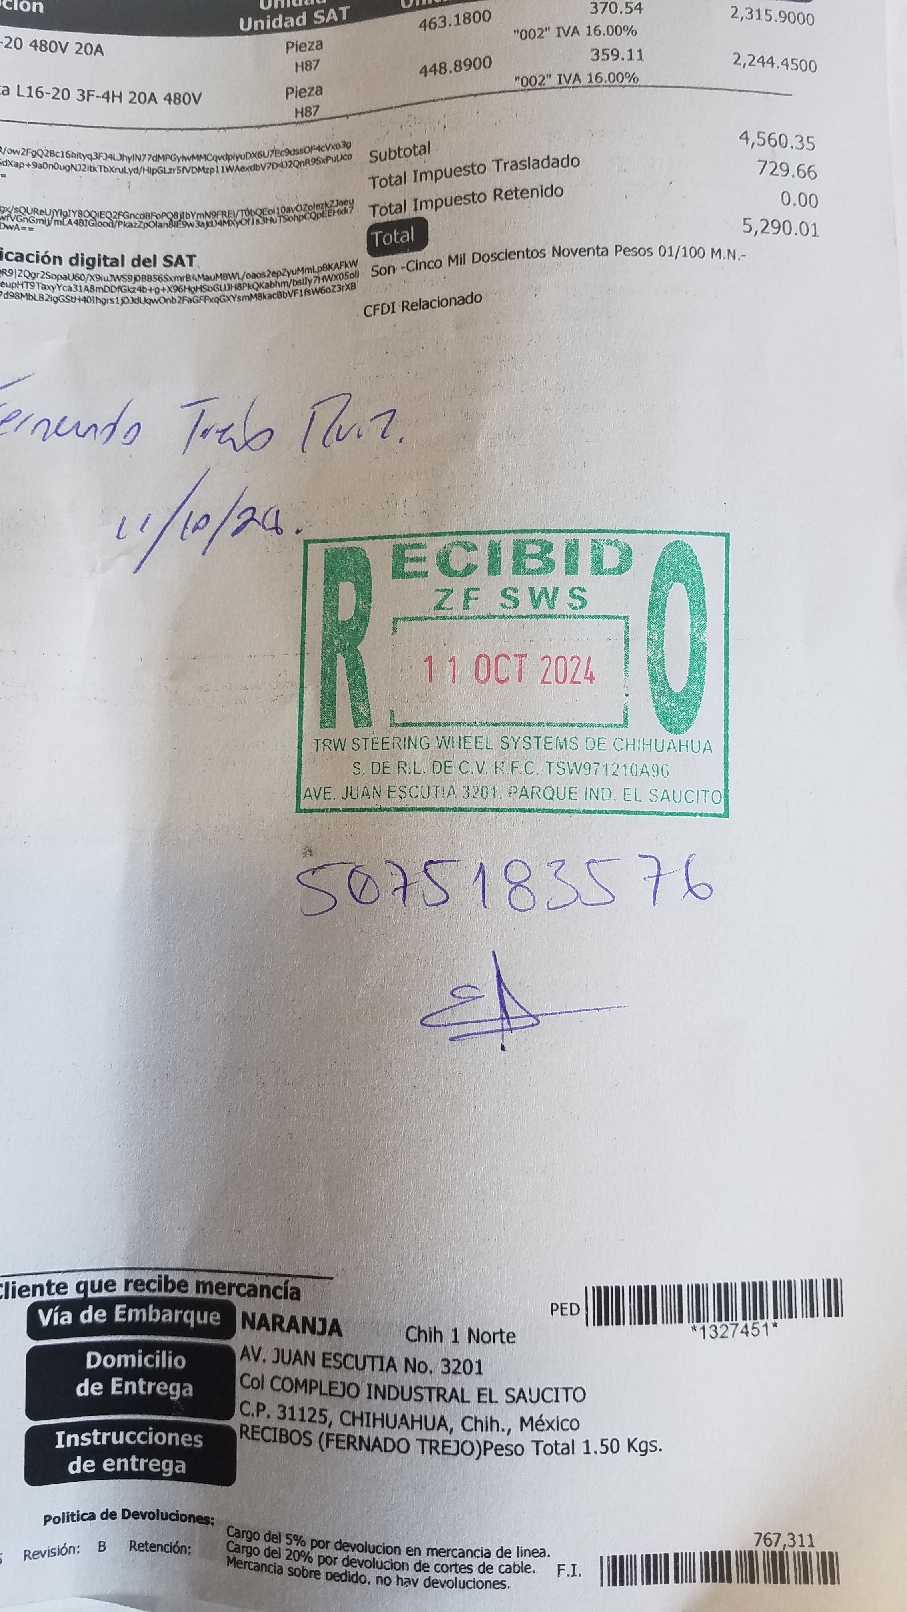 Unidad SAT
-20 480V 20A
Pieza
H87
463.1800
370.54
"002" IVA 16.00%
2,315.9000
a L16-20 3F-4H 20A 480V
Pieza
H87
448.8900
359.11
"002" IVA 16.00%
2,244.4500
Subtotal 4,560.35
Total Impuesto Trasladado 729.66
Total Impuesto Retenido 0.00
Total 5,290.01
Son -Cinco Mil Doscientos Noventa Pesos 01/100 M.N.-
icación digital del SAT
CFDI Relacionado
11/10/24.
RECIBIDO
ZF SWS
11 OCT 2024
TRW STEERING WHEEL SYSTEMS DE CHIHUAHUA
S. DE R.L. DE C.V. R.F.C. TSW971210A96
AVE. JUAN ESCUTIA 3201, PARQUE IND. EL SAUCITO
5075183576
Cliente que recibe mercancía
Vía de Embarque NARANJA Chih 1 Norte
PED
*1327451*
Domicilio
de Entrega
AV. JUAN ESCUTIA No. 3201
Col COMPLEJO INDUSTRAL EL SAUCITO
C.P. 31125, CHIHUAHUA, Chih., México
Instrucciones
de entrega
RECIBOS (FERNADO TREJO)Peso Total 1.50 Kgs.
Politica de Devoluciones:
Cargo del 5% por devolucion en mercancia de linea.
Cargo del 20% por devolucion de cortes de cable.
Mercancia sobre pedido, no hay devoluciones.
Revisión: B Retención:
F.I.
767,311